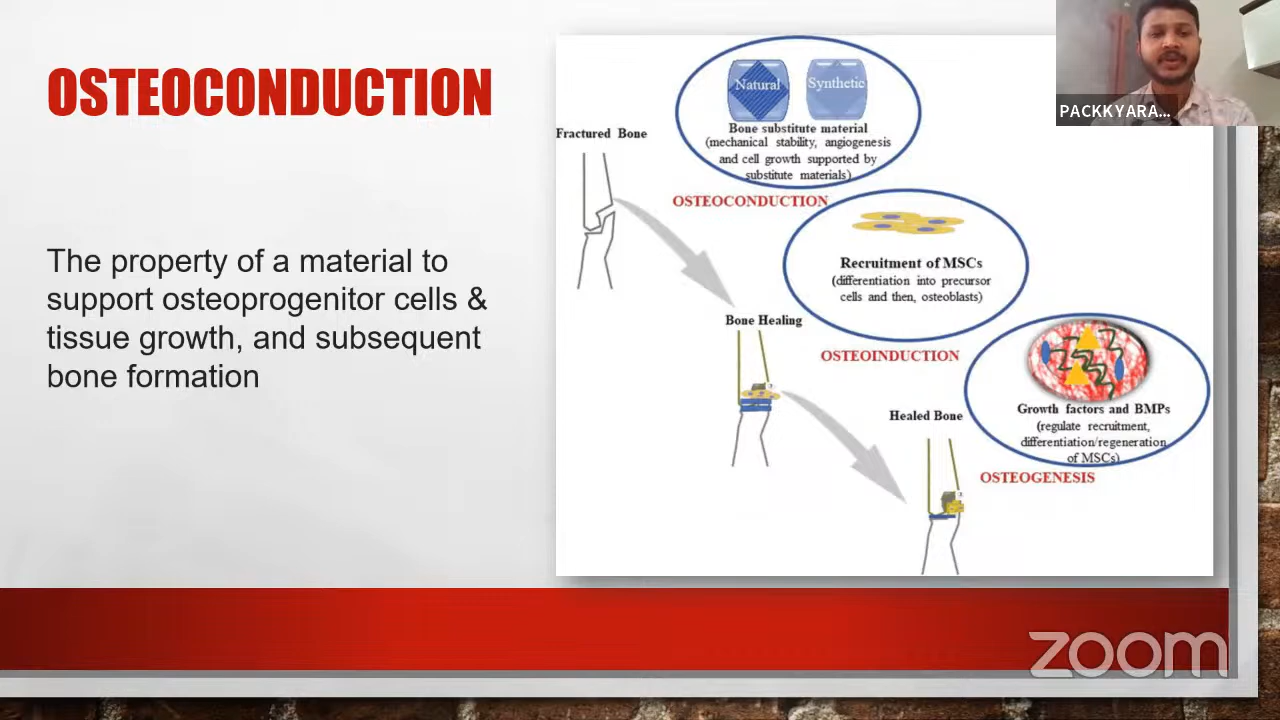 OSTEOCONDUCTION
The property of a material to
support osteoprogenitor cells &
tissue growth, and subsequent
bone formation
Natural
Synthetic
Bone substitute material
(mechanical stability, angiogenesis
and cell growth supported by
substitute materials)
Fractured Bone
OSTEOCONDUCTION
Recruitment of MSCs
(differentiation into precursor
cells and then, osteoblasts)
Bone Healing
OSTEOINDUCTION
Growth factors and BMPs
(regulate recruitment,
differentiation/regeneration
of MSCs)
Healed Bone
OSTEOGENESIS
PACKKYARA...
zoom